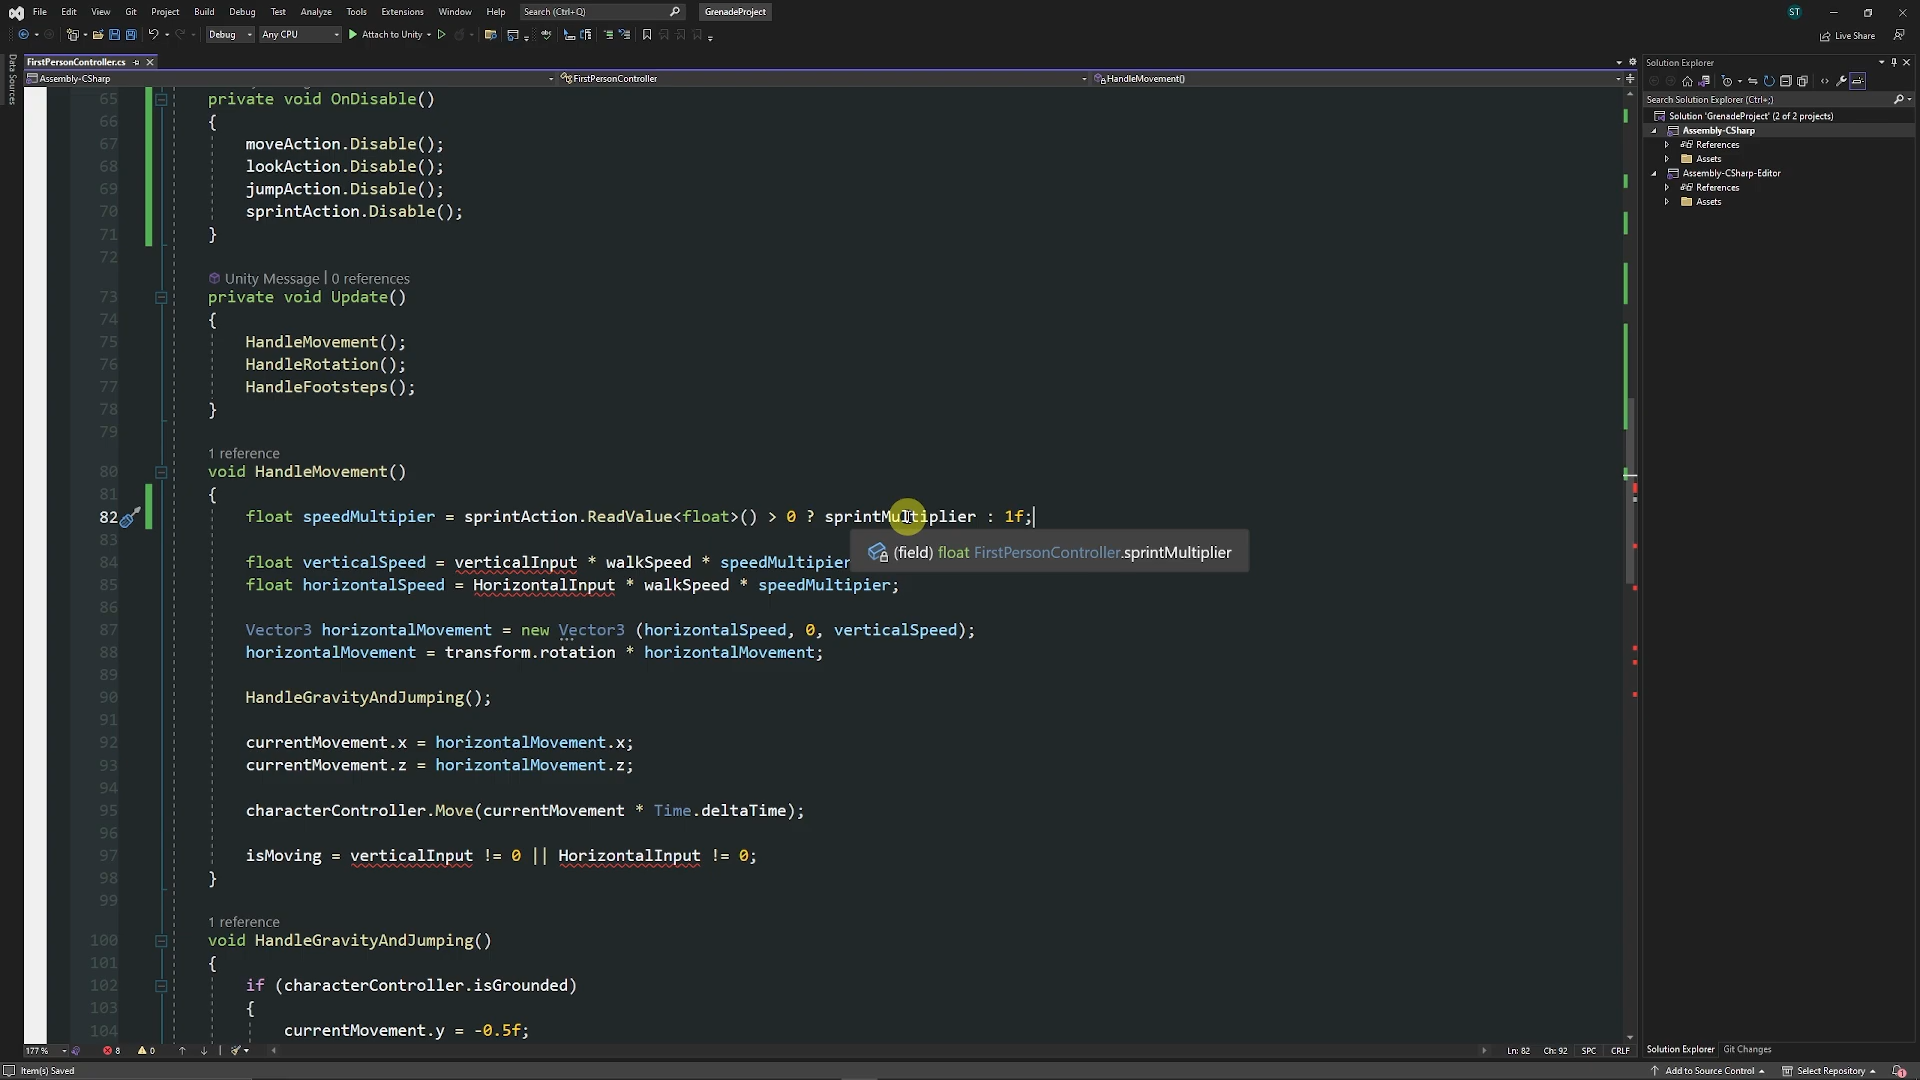 File Edit View Git Project Build Debug Test Analyze Tools Extensions Window Help Search (Ctrl+Q) GrenadeProject ST
Debug Any CPU Attach to Unity Live Share
Data Sources
FirstPersonController.cs
Assembly-CSharp FirstPersonController HandleMovement()
65 private void OnDisable()
66 {
67 moveAction.Disable();
68 lookAction.Disable();
69 jumpAction.Disable();
70 sprintAction.Disable();
71 }
72
Unity Message | 0 references
73 private void Update()
74 {
75 HandleMovement();
76 HandleRotation();
77 HandleFootsteps();
78 }
79
1 reference
80 void HandleMovement()
81 {
82 float speedMultipier = sprintAction.ReadValue<float>() > 0 ? sprintMultiplier : 1f;
83
(field) float FirstPersonController.sprintMultiplier
84 float verticalSpeed = verticalInput * walkSpeed * speedMultipier
85 float horizontalSpeed = HorizontalInput * walkSpeed * speedMultipier;
86
87 Vector3 horizontalMovement = new Vector3 (horizontalSpeed, 0, verticalSpeed);
88 horizontalMovement = transform.rotation * horizontalMovement;
89
90 HandleGravityAndJumping();
91
92 currentMovement.x = horizontalMovement.x;
93 currentMovement.z = horizontalMovement.z;
94
95 characterController.Move(currentMovement * Time.deltaTime);
96
97 isMoving = verticalInput != 0 || HorizontalInput != 0;
98 }
99
1 reference
100 void HandleGravityAndJumping()
101 {
102 if (characterController.isGrounded)
103 {
104 currentMovement.y = -0.5f;
177 % 8 0 Ln: 82 Ch: 92 SPC CRLF
Item(s) Saved
Solution Explorer
Search Solution Explorer (Ctrl+;)
Solution 'GrenadeProject' (2 of 2 projects)
Assembly-CSharp
References
Assets
Assembly-CSharp-Editor
References
Assets
Solution Explorer Git Changes
Add to Source Control Select Repository 1